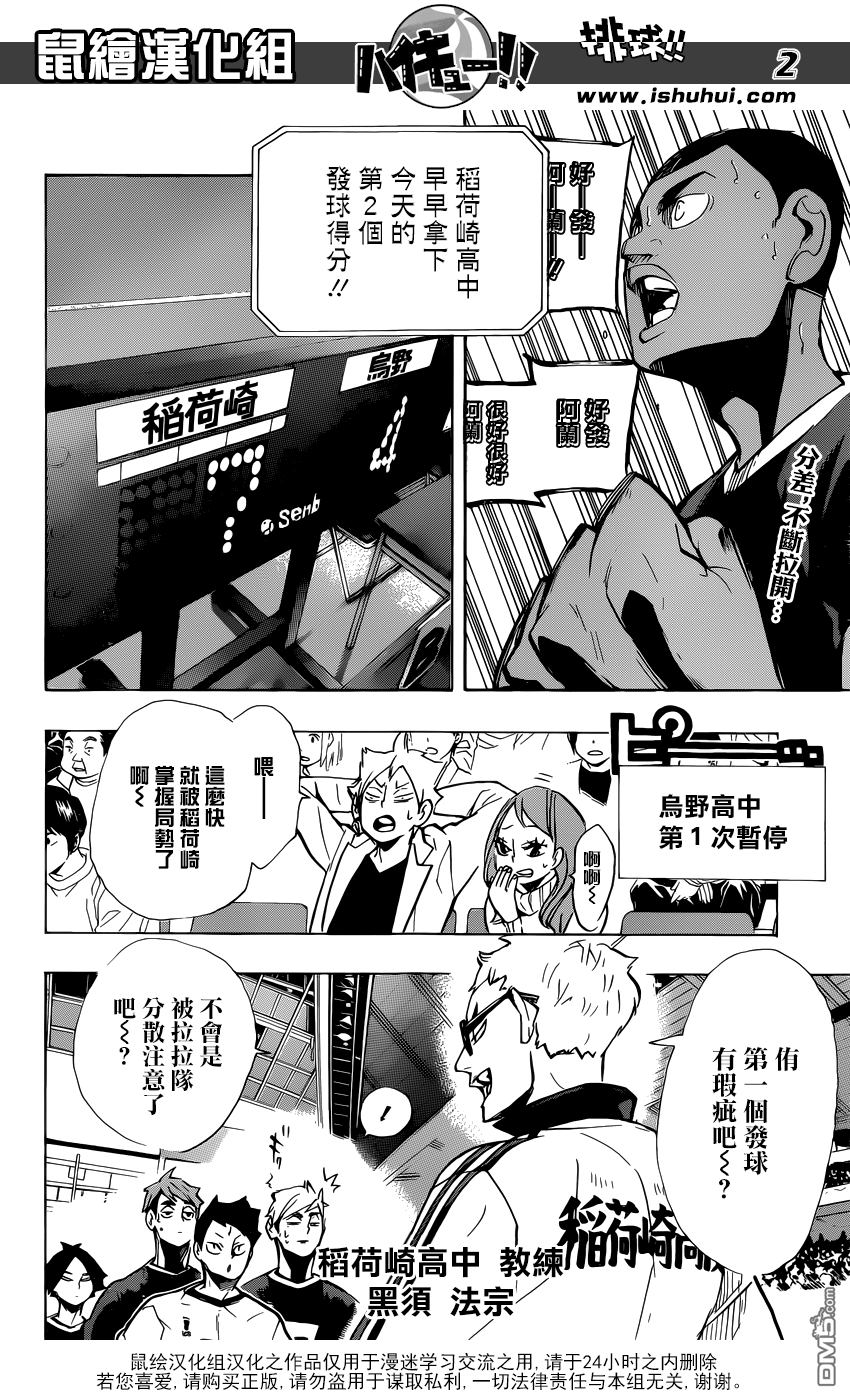 鼠繪漢化組
ハイキュー!!
排球!!
2
www.ishuhui.com
好—發—
阿—蘭—!!
稻荷崎高中
早早拿下
今天的
第2個
發球得分!!
好發
阿蘭
很好很好
阿蘭
分差,不斷拉開…
烏野
4
稻荷崎
7
Senb
8
烏野高中
第1次暫停
啊啊~
喂—
這麼快
就被稻荷崎
掌握局勢了
啊~
侑
第一個發球
有瑕疵吧~?
不會是
被拉拉隊
分散注意了
吧~?
!
稻荷崎高
稻荷崎高中 教練
黑須 法宗
DM5.com
鼠绘汉化组汉化之作品仅用于漫迷学习交流之用, 请于24小时之内删除
若您喜爱, 请购买正版, 请勿用于谋取私利, 一切法律责任与本组无关, 谢谢。